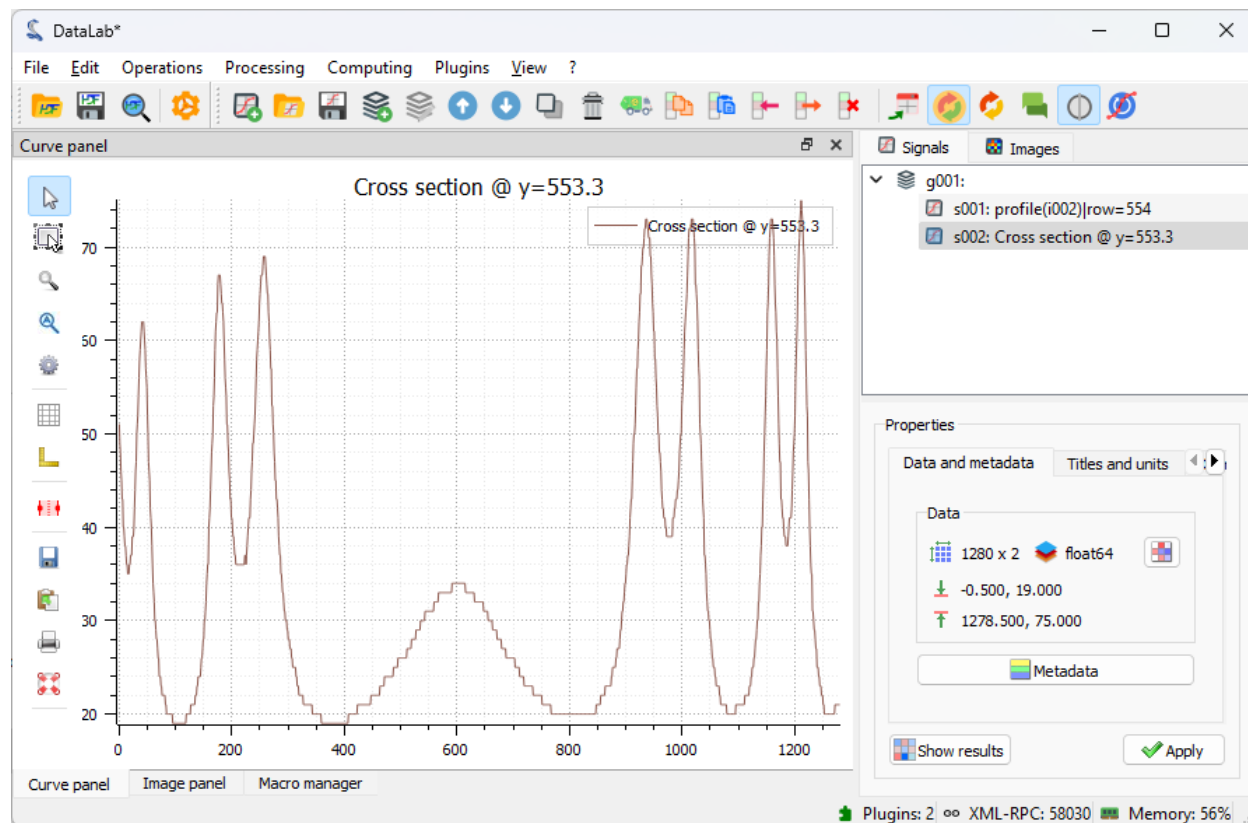 DataLab*
File Edit Operations Processing Computing Plugins View ?
Curve panel
Signals Images
Cross section @ y=553.3
Cross section @ y=553.3
70
60
50
40
30
20
0 200 400 600 800 1000 1200
g001:
s001: profile(i002)|row=554
s002: Cross section @ y=553.3
Properties
Data and metadata Titles and units
Data
1280 x 2 float64
-0.500, 19.000
1278.500, 75.000
Metadata
Show results Apply
Curve panel Image panel Macro manager
Plugins: 2 XML-RPC: 58030 Memory: 56%